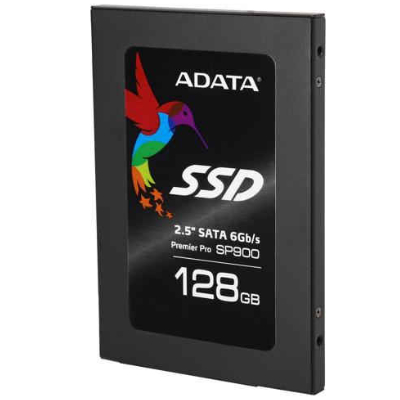 ADATA
SSD
2.5" SATA 6Gb/s
Premier Pro SP900
128GB